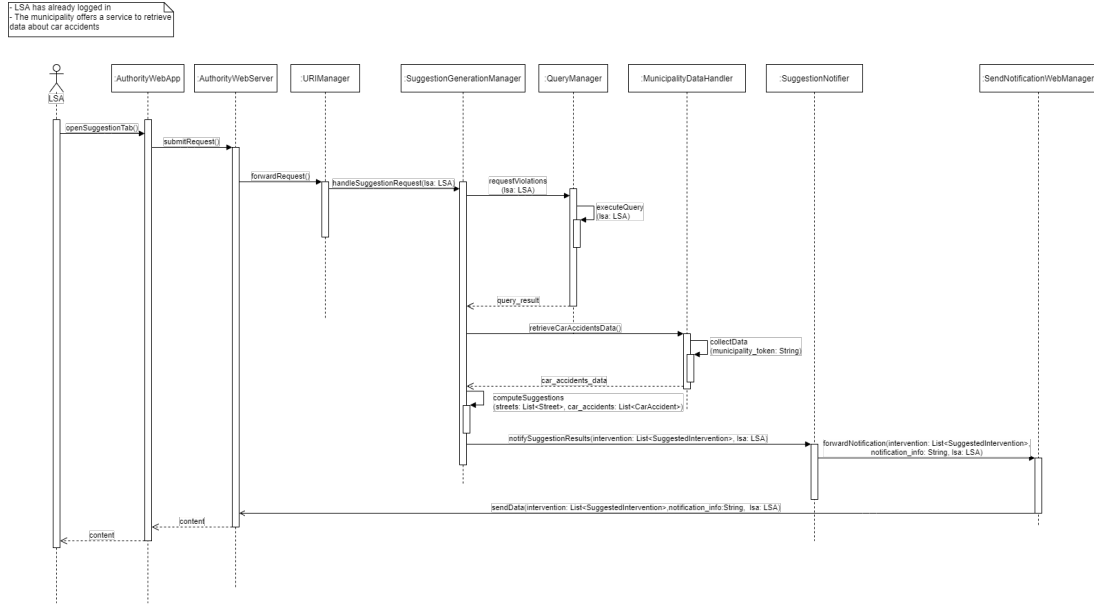 - LSA has already logged in
- The municipality offers a service to retrieve
data about car accidents
LSA
:AuthorityWebApp
:AuthorityWebServer
:URIManager
:SuggestionGenerationManager
:QueryManager
:MunicipalityDataHandler
:SuggestionNotifier
:SendNotificationWebManager
openSuggestionTab()
submitRequest()
forwardRequest()
handleSuggestionRequest(lsa: LSA)
requestViolations
(lsa: LSA)
executeQuery
(lsa: LSA)
query_result
retrieveCarAccidentsData()
collectData
(municipality_token: String)
car_accidents_data
computeSuggestions
(streets: List<Street>, car_accidents: List<CarAccident>)
notifySuggestionResults(intervention: List<SuggestedIntervention>, lsa: LSA)
forwardNotification(intervention: List<SuggestedIntervention>,
notification_info: String, lsa: LSA)
sendData(intervention: List<SuggestedIntervention>,notification_info:String, lsa: LSA)
content
content